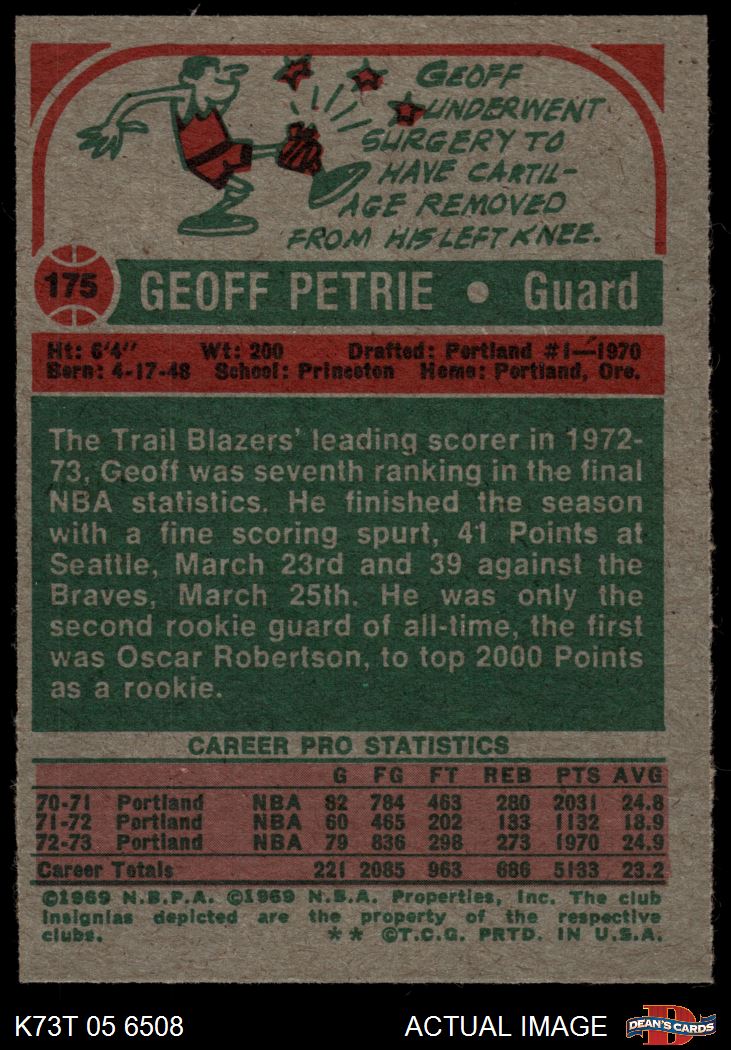 GEOFF
UNDERWENT
SURGERY TO
HAVE CARTIL-
AGE REMOVED
FROM HIS LEFT KNEE.
175 GEOFF PETRIE • Guard
Ht: 6'4" Wt: 200 Drafted: Portland #1—1970
Born: 4-17-48 School: Princeton Home: Portland, Ore.
The Trail Blazers' leading scorer in 1972-
73, Geoff was seventh ranking in the final
NBA statistics. He finished the season
with a fine scoring spurt, 41 Points at
Seattle, March 23rd and 39 against the
Braves, March 25th. He was only the
second rookie guard of all-time, the first
was Oscar Robertson, to top 2000 Points
as a rookie.
CAREER PRO STATISTICS
G FG FT REB PTS AVG
70-71 Portland NBA 82 784 463 280 2031 24.8
71-72 Portland NBA 60 465 202 133 1132 18.9
72-73 Portland NBA 79 836 298 273 1970 24.9
Career Totals 221 2085 963 686 5133 23.2
©1969 N.B.P.A. ©1969 N.B.A. Properties, Inc. The club
insignias depicted are the property of the respective
clubs. ** ©T.C.G. PRTD. IN U.S.A.
K73T 05 6508 ACTUAL IMAGE DEAN'S CARDS